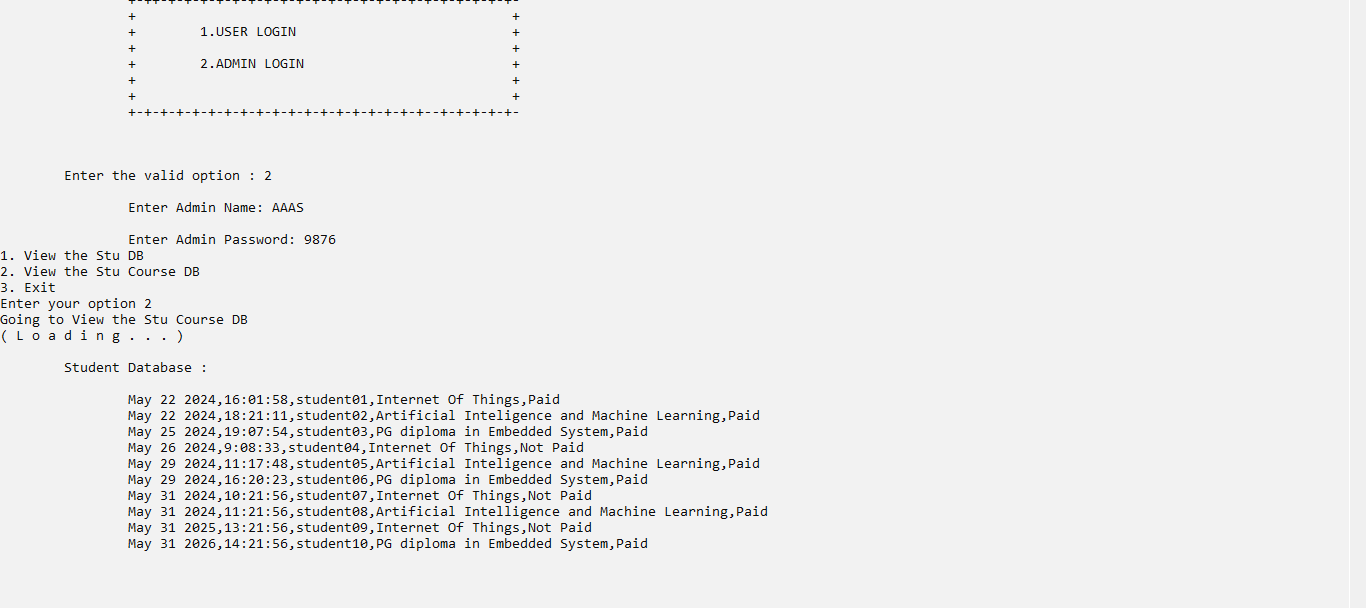 +-+-+-+-+-+-+-+-+-+-+-+-+-+-+-+-+-+-+--+-+-+-+-+-
+ +
+ 1.USER LOGIN +
+ +
+ 2.ADMIN LOGIN +
+ +
+ +
+-+-+-+-+-+-+-+-+-+-+-+-+-+-+-+-+-+-+--+-+-+-+-+-
Enter the valid option : 2
Enter Admin Name: AAAS
Enter Admin Password: 9876
1. View the Stu DB
2. View the Stu Course DB
3. Exit
Enter your option 2
Going to View the Stu Course DB
( L o a d i n g . . . )
Student Database :
May 22 2024,16:01:58,student01,Internet Of Things,Paid
May 22 2024,18:21:11,student02,Artificial Inteligence and Machine Learning,Paid
May 25 2024,19:07:54,student03,PG diploma in Embedded System,Paid
May 26 2024,9:08:33,student04,Internet Of Things,Not Paid
May 29 2024,11:17:48,student05,Artificial Inteligence and Machine Learning,Paid
May 29 2024,16:20:23,student06,PG diploma in Embedded System,Paid
May 31 2024,10:21:56,student07,Internet Of Things,Not Paid
May 31 2024,11:21:56,student08,Artificial Intelligence and Machine Learning,Paid
May 31 2025,13:21:56,student09,Internet Of Things,Not Paid
May 31 2026,14:21:56,student10,PG diploma in Embedded System,Paid